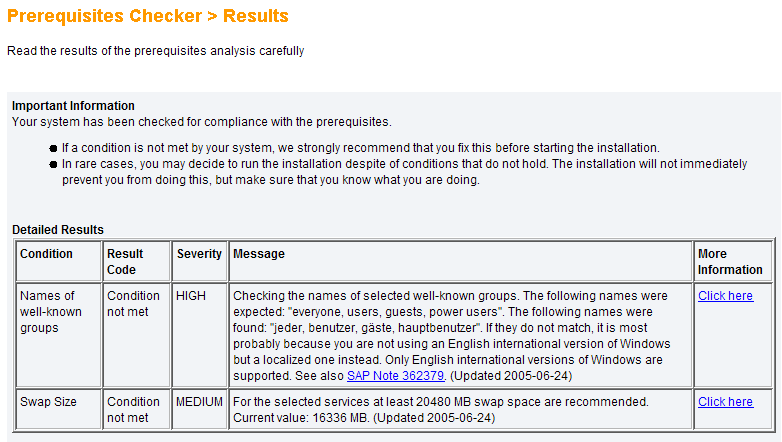 Prerequisites Checker > Results
Read the results of the prerequisites analysis carefully
Important Information
Your system has been checked for compliance with the prerequisites.
If a condition is not met by your system, we strongly recommend that you fix this before starting the installation.
In rare cases, you may decide to run the installation despite of conditions that do not hold. The installation will not immediately
prevent you from doing this, but make sure that you know what you are doing.
Detailed Results
Condition
Result
Code
Severity
Message
More
Information
Names of
well-known
groups
Condition
not met
HIGH
Checking the names of selected well-known groups. The following names were
expected: "everyone, users, guests, power users". The following names were
found: "jeder, benutzer, gäste, hauptbenutzer". If they do not match, it is most
probably because you are not using an English international version of Windows
but a localized one instead. Only English international versions of Windows are
supported. See also SAP Note 362379. (Updated 2005-06-24)
Click here
Swap Size
Condition
not met
MEDIUM
For the selected services at least 20480 MB swap space are recommended.
Current value: 16336 MB. (Updated 2005-06-24)
Click here